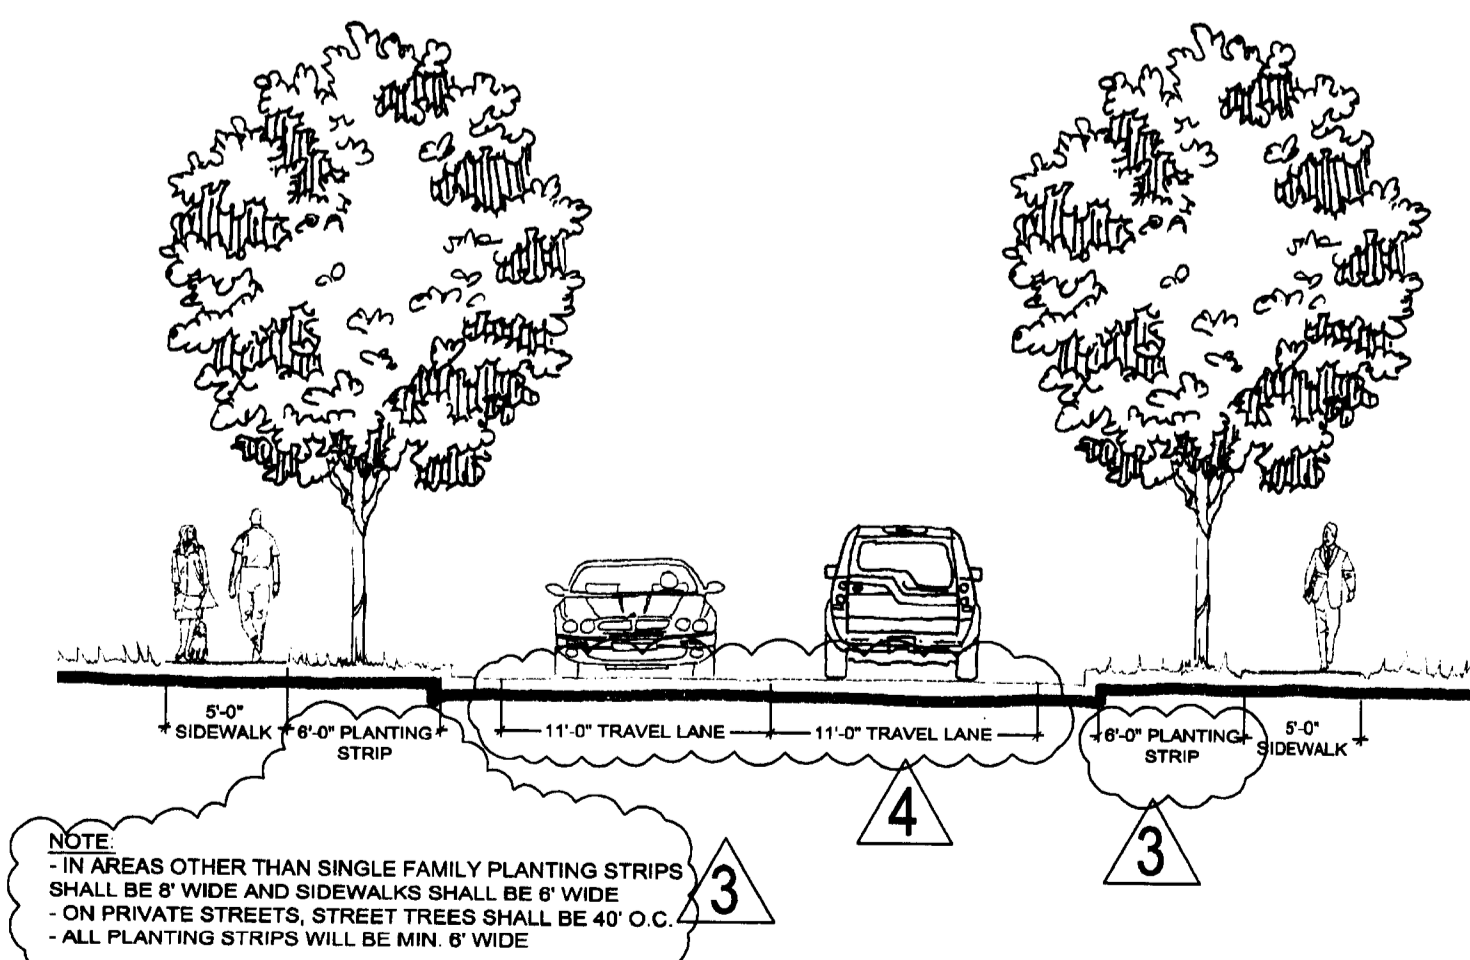 5'-0"
SIDEWALK
6'-0" PLANTING
STRIP
11'-0" TRAVEL LANE
11'-0" TRAVEL LANE
6'-0" PLANTING
STRIP
5'-0"
SIDEWALK
4
3
3
NOTE:
- IN AREAS OTHER THAN SINGLE FAMILY PLANTING STRIPS
SHALL BE 8' WIDE AND SIDEWALKS SHALL BE 6' WIDE
- ON PRIVATE STREETS, STREET TREES SHALL BE 40' O.C.
- ALL PLANTING STRIPS WILL BE MIN. 6' WIDE